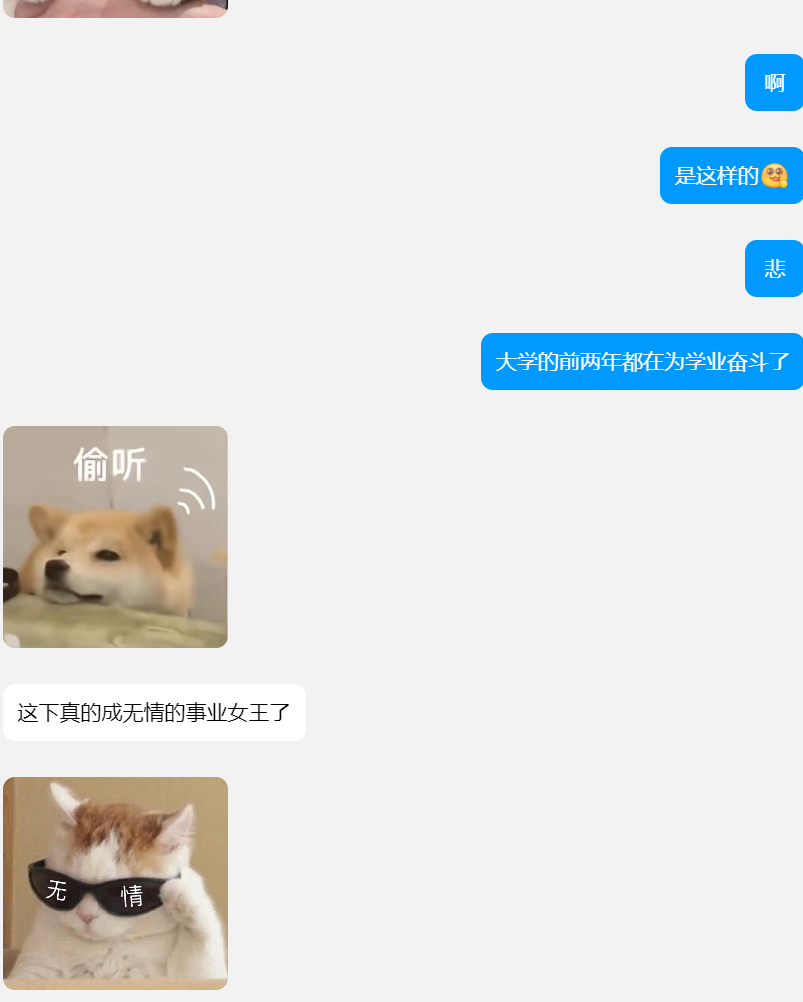 啊
是这样的
悲
大学的前两年都在为学业奋斗了
偷听
这下真的成无情的事业女王了
无 情